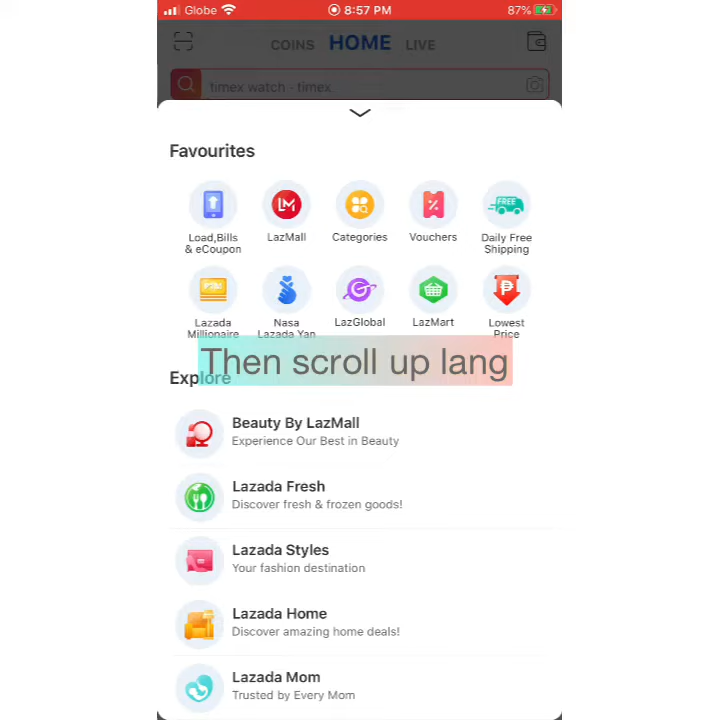 Globe 8:57 PM 87%
COINS HOME LIVE
timex watch - timex
Favourites
Load,Bills
& eCoupon
LazMall
Categories
Vouchers
Daily Free
Shipping
FREE
LM
Lazada
Millionaire
Nasa
Lazada Yan
LazGlobal
LazMart
Lowest
Price
Then scroll up lang
Explore
Beauty By LazMall
Experience Our Best in Beauty
Lazada Fresh
Discover fresh & frozen goods!
Lazada Styles
Your fashion destination
Lazada Home
Discover amazing home deals!
Lazada Mom
Trusted by Every Mom